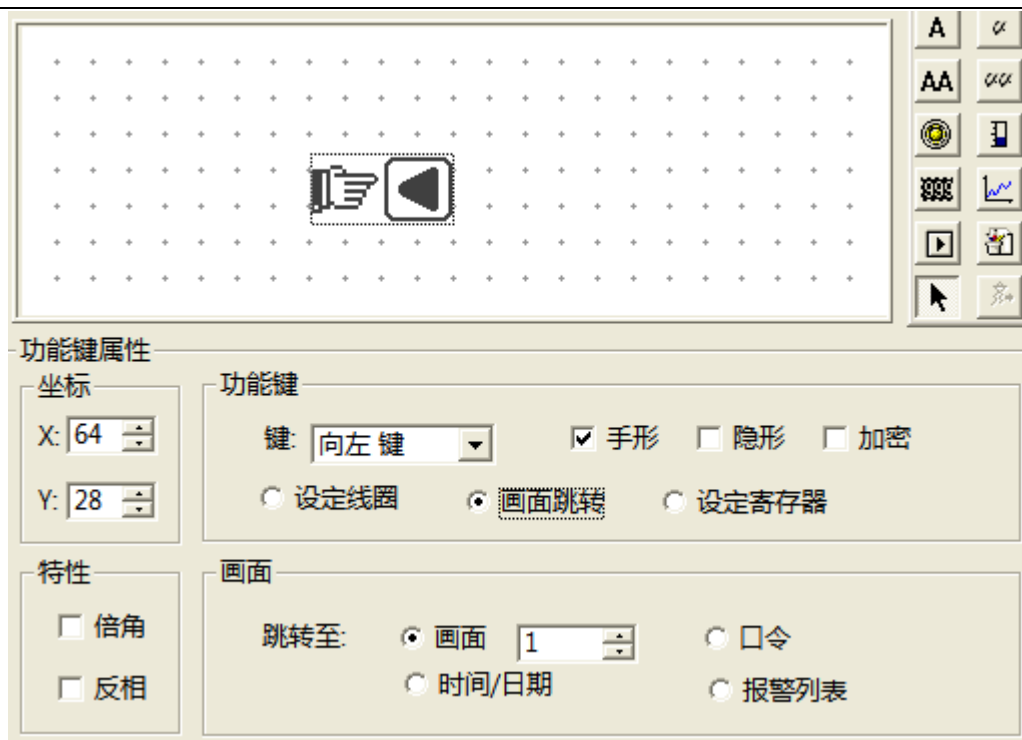 A α
AA αα
功能键属性
坐标
X: 64
Y: 28
功能键
键: 向左 键 手形 隐形 加密
设定线圈 画面跳转 设定寄存器
特性
倍角
反相
画面
跳转至: 画面 1 口令
时间/日期 报警列表